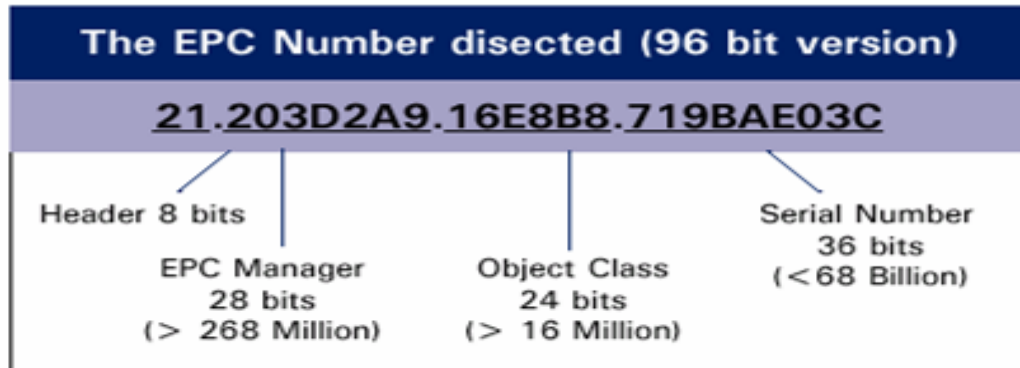 The EPC Number disected (96 bit version)
21.203D2A9.16E8B8.719BAE03C
Header 8 bits
EPC Manager
28 bits
(> 268 Million)
Object Class
24 bits
(> 16 Million)
Serial Number
36 bits
(<68 Billion)